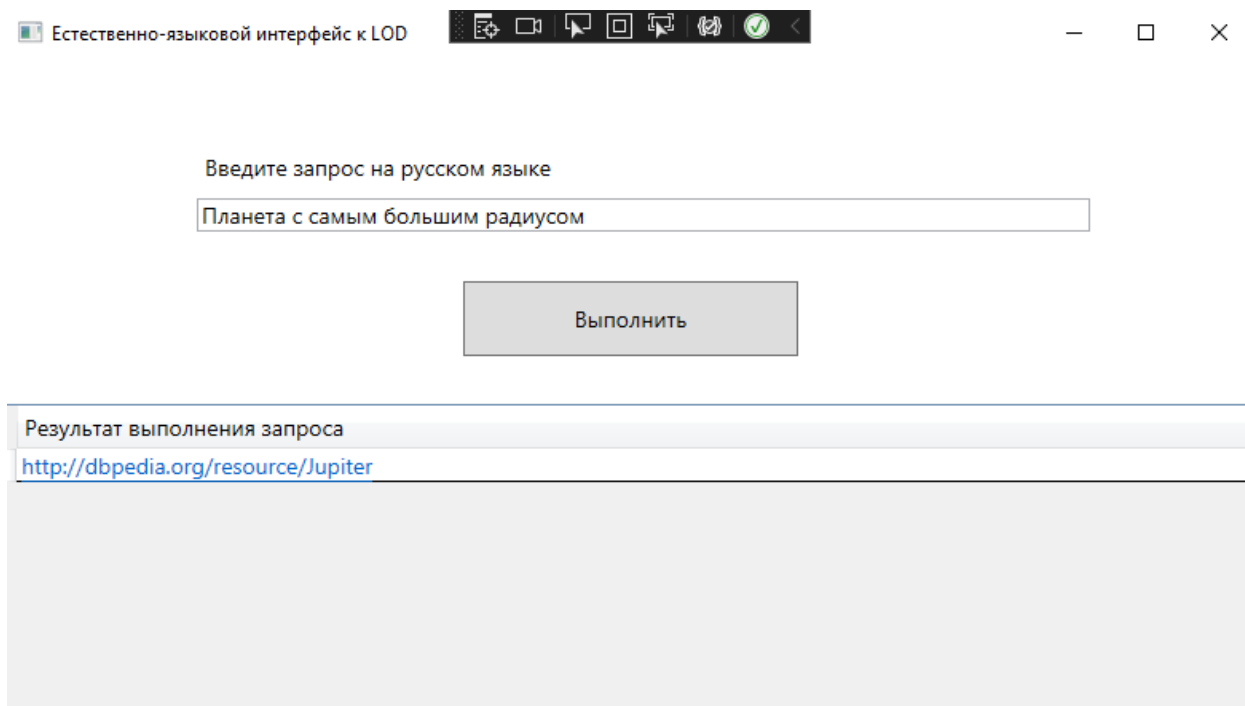 Естественно-языковой интерфейс к LOD
Введите запрос на русском языке
Планета с самым большим радиусом
Выполнить
Результат выполнения запроса
http://dbpedia.org/resource/Jupiter